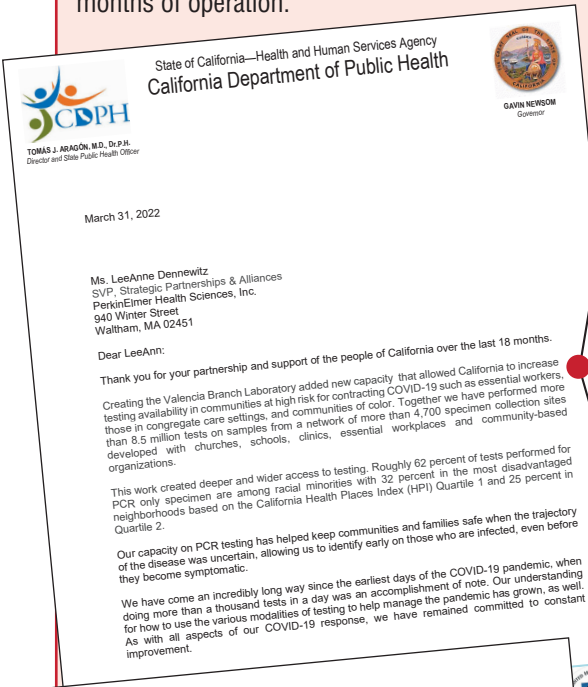 months of operation.
CDPH
TOMÁS J. ARAGÓN, M.D., Dr.P.H.
Director and State Public Health Officer
State of California—Health and Human Services Agency
California Department of Public Health
GAVIN NEWSOM
Governor
March 31, 2022
Ms. LeeAnne Dennewitz
SVP, Strategic Partnerships & Alliances
PerkinElmer Health Sciences, Inc.
940 Winter Street
Waltham, MA 02451
Dear LeeAnn:
Thank you for your partnership and support of the people of California over the last 18 months.
Creating the Valencia Branch Laboratory added new capacity that allowed California to increase
testing availability in communities at high risk for contracting COVID-19 such as essential workers,
those in congregate care settings, and communities of color. Together we have performed more
than 8.5 million tests on samples from a network of more than 4,700 specimen collection sites
developed with churches, schools, clinics, essential workplaces and community-based
organizations.
This work created deeper and wider access to testing. Roughly 62 percent of tests performed for
PCR only specimen are among racial minorities with 32 percent in the most disadvantaged
neighborhoods based on the California Health Places Index (HPI) Quartile 1 and 25 percent in
Quartile 2.
Our capacity on PCR testing has helped keep communities and families safe when the trajectory
of the disease was uncertain, allowing us to identify early on those who are infected, even before
they become symptomatic.
We have come an incredibly long way since the earliest days of the COVID-19 pandemic, when
doing more than a thousand tests in a day was an accomplishment of note. Our understanding
for how to use the various modalities of testing to help manage the pandemic has grown, as well.
As with all aspects of our COVID-19 response, we have remained committed to constant
improvement.